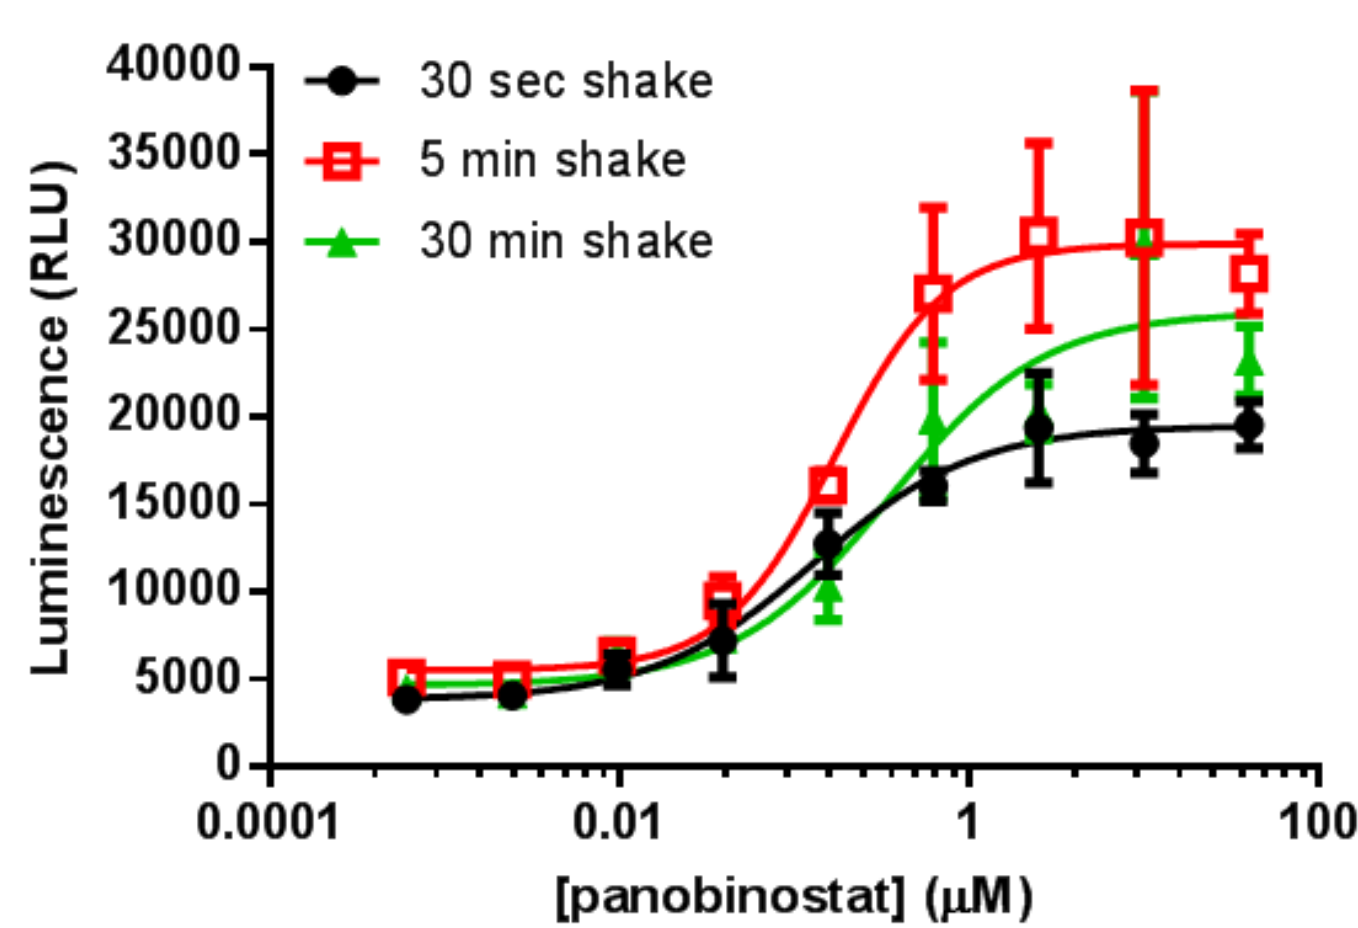 40000
35000
30000
25000
20000
15000
10000
5000
0
Luminescence (RLU)
30 sec shake
5 min shake
30 min shake
0.0001 0.01 1 100
[panobinostat] (μM)